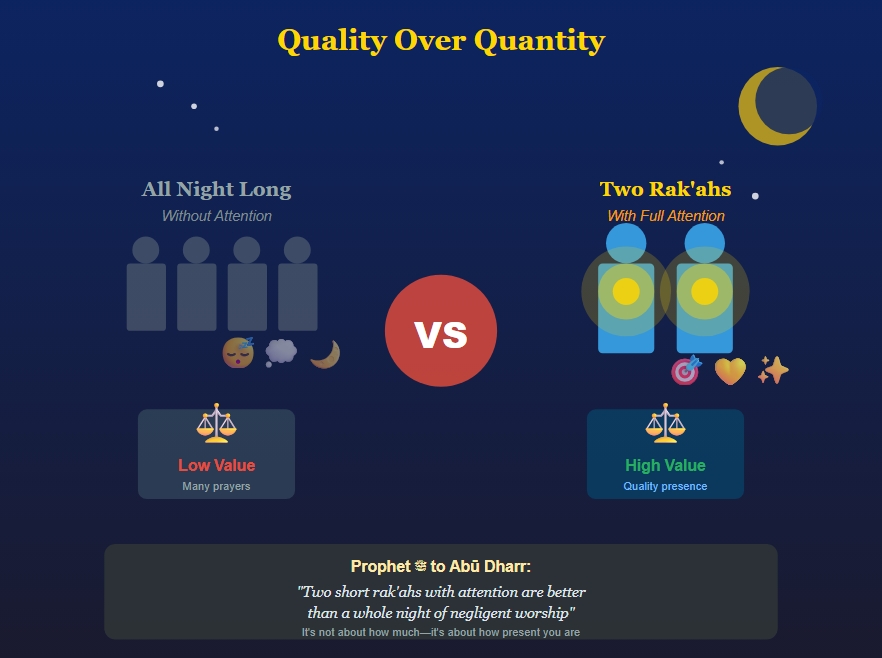 Quality Over Quantity
All Night Long
Without Attention
Two Rak'ahs
With Full Attention
VS
Low Value
Many prayers
High Value
Quality presence
Prophet ﷺ to Abū Dharr:
"Two short rak'ahs with attention are better
than a whole night of negligent worship"
It's not about how much—it's about how present you are